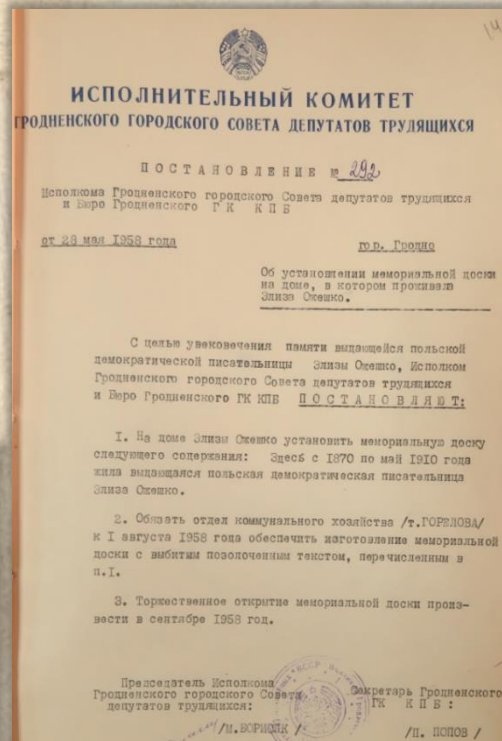 14
ИСПОЛНИТЕЛЬНЫЙ КОМИТЕТ
ГРОДНЕНСКОГО ГОРОДСКОГО СОВЕТА ДЕПУТАТОВ ТРУДЯЩИХСЯ
ПОСТАНОВЛЕНИЕ № 292
Исполкома Гродненского городского Совета депутатов трудящихся
и Бюро Гродненского ГК КПБ
от 28 мая 1958 года
гор. Гродно
Об установлении мемориальной доски
на доме, в котором проживала
Элиза Ожешко.
С целью увековечения памяти выдающейся польской
демократической писательницы Элизы Ожешко, Исполком
Гродненского городского Совета депутатов трудящихся
и Бюро Гродненского ГК КПБ ПОСТАНОВЛЯЮТ:
I. На доме Элизы Ожешко установить мемориальную доску
следующего содержания: Здесь с 1870 по май 1910 года
жила выдающаяся польская демократическая писательница
Элиза Ожешко.
2. Обязать отдел коммунального хозяйства /т.ГОРЕЛОВА/
к I августа 1958 года обеспечить изготовление мемориальной
доски с выбитым позолоченным текстом, перечисленным в
п.I.
3. Торжественное открытие мемориальной доски произ-
вести в сентябре 1958 год.
Председатель Исполкома
Гродненского городского Совета
депутатов трудящихся:
/М.БОРНУК /
Секретарь Гродненского
ГК КПБ :
/П. ПОПОВ /